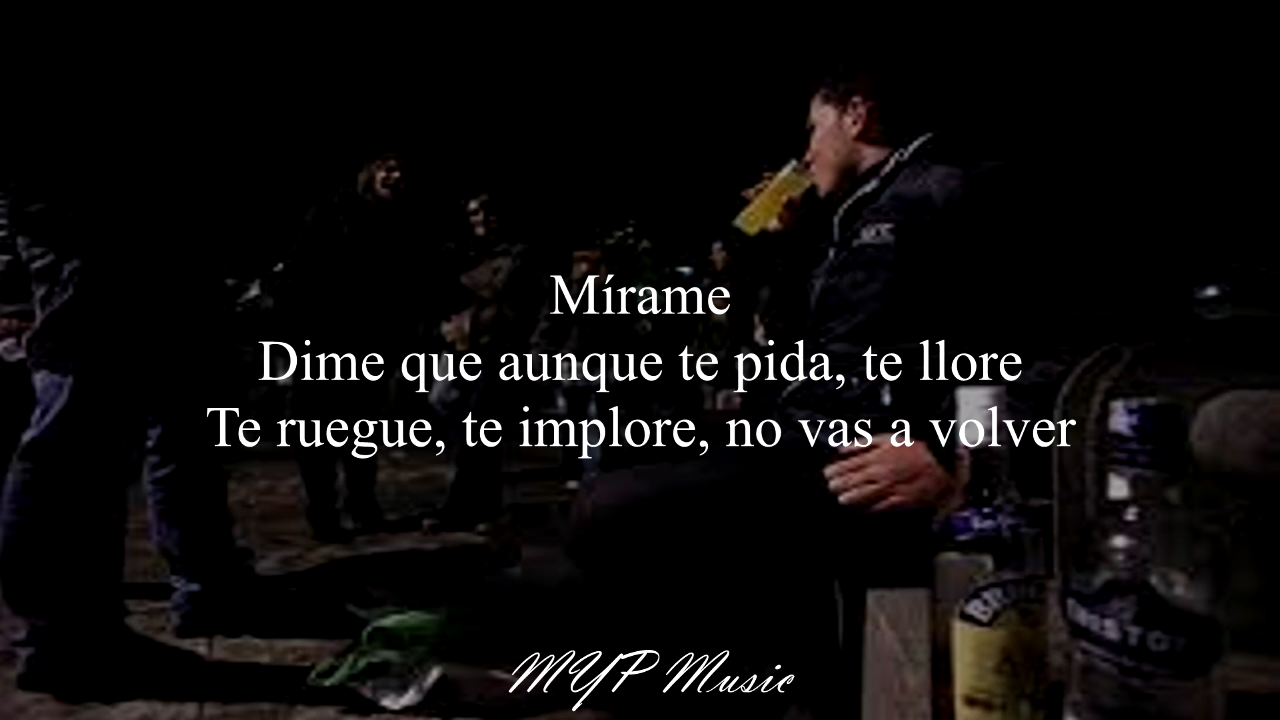 Mírame
Dime que aunque te pida, te llore
Te ruegue, te implore, no vas a volver
MYP Music